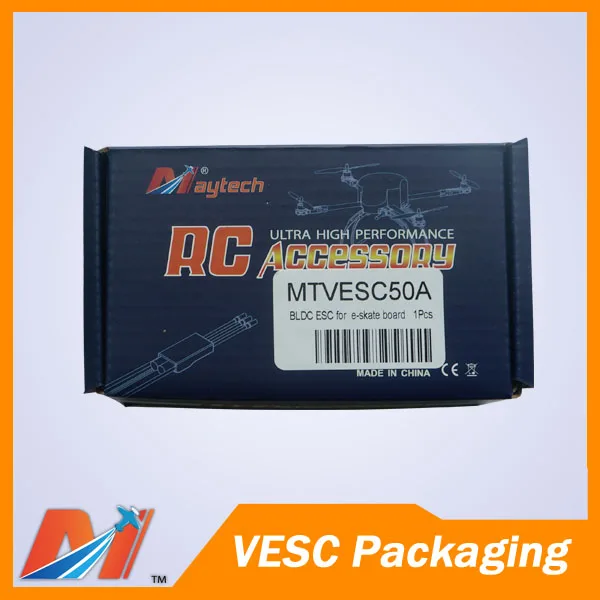 Maytech®
ULTRA HIGH PERFORMANCE
RC Accessory
MTVESC50A
BLDC ESC for e-skate board 1Pcs
MADE IN CHINA CE
M TM
VESC Packaging